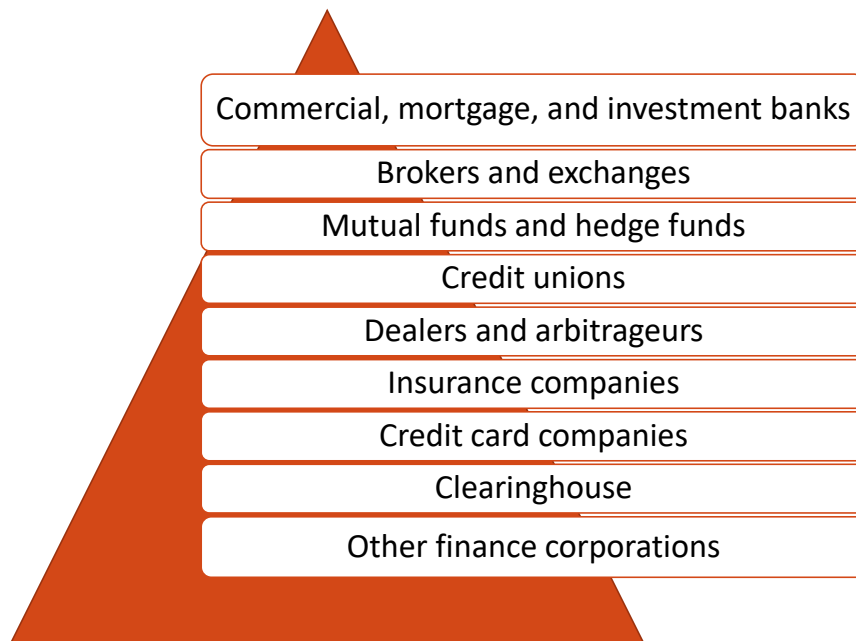 Commercial, mortgage, and investment banks
Brokers and exchanges
Mutual funds and hedge funds
Credit unions
Dealers and arbitrageurs
Insurance companies
Credit card companies
Clearinghouse
Other finance corporations